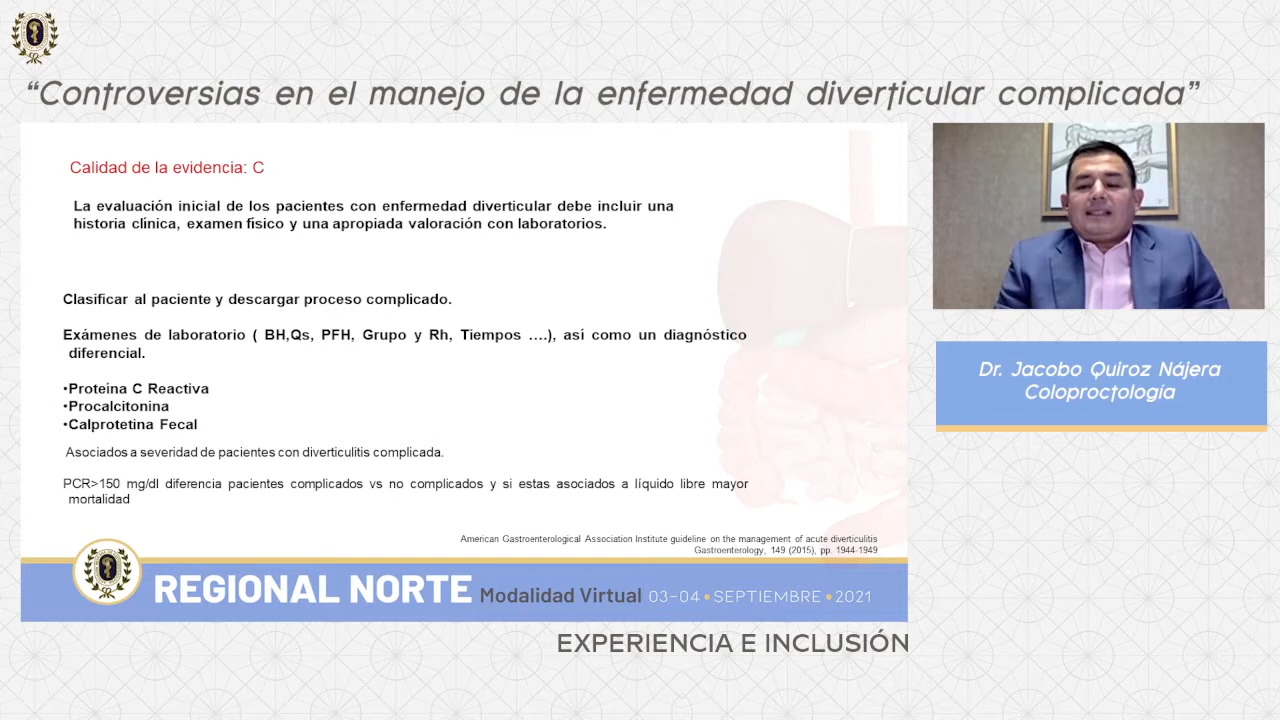 “Controversias en el manejo de la enfermedad diverticular complicada”
Calidad de la evidencia: C
La evaluación inicial de los pacientes con enfermedad diverticular debe incluir una
historia clínica, examen físico y una apropiada valoración con laboratorios.
Clasificar al paciente y descargar proceso complicado.
Exámenes de laboratorio ( BH,Qs, PFH, Grupo y Rh, Tiempos ….), así como un diagnóstico
diferencial.
•Proteína C Reactiva
•Procalcitonina
•Calprotetina Fecal
Asociados a severidad de pacientes con diverticulitis complicada.
PCR>150 mg/dl diferencia pacientes complicados vs no complicados y si estas asociados a líquido libre mayor
mortalidad
American Gastroenterological Association Institute guideline on the management of acute diverticulitis
Gastroenterology, 149 (2015), pp. 1944-1949
REGIONAL NORTE Modalidad Virtual 03-04•SEPTIEMBRE•2021
EXPERIENCIA E INCLUSIÓN
Dr. Jacobo Quiroz Nájera
Coloproctología